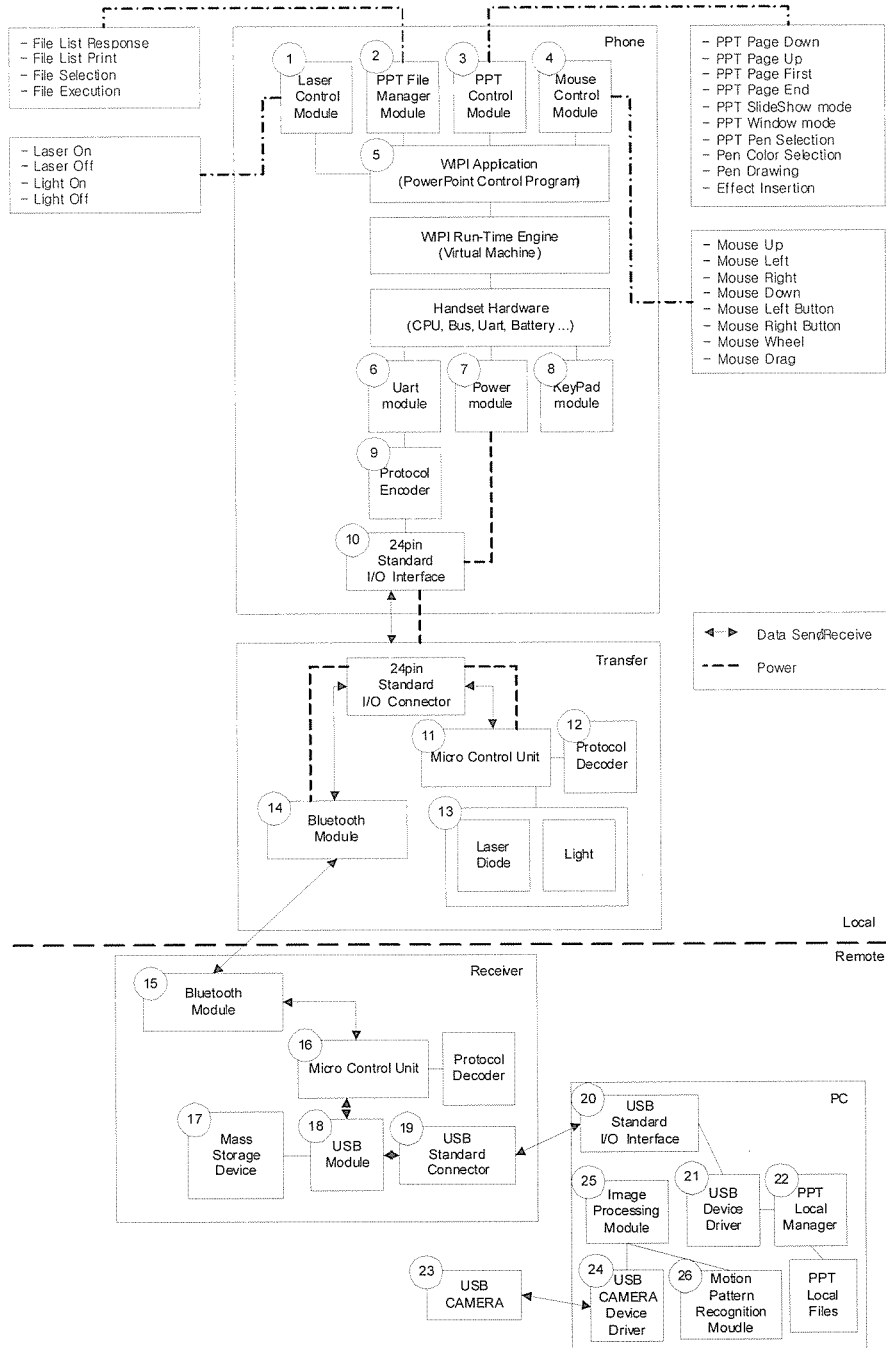 – File List Response
– File List Print
– File Selection
– File Execution
– Laser On
– Laser Off
– Light On
– Light Off
Phone
1
Laser
Control
Module
2
PPT File
Manager
Module
3
PPT
Control
Module
4
Mouse
Control
Module
5
WIPI Application
(PowerPoint Control Program)
WIPI Run-Time Engine
(Virtual Machine)
Handset Hardware
(CPU, Bus, Uart, Battery ...)
6
Uart
module
7
Power
module
8
KeyPad
module
9
Protocol
Encoder
10
24pin
Standard
I/O Interface
– PPT Page Down
– PPT Page Up
– PPT Page First
– PPT Page End
– PPT SlideShow mode
– PPT Window mode
– PPT Pen Selection
– Pen Color Selection
– Pen Drawing
– Effect Insertion
– Mouse Up
– Mouse Left
– Mouse Right
– Mouse Down
– Mouse Left Button
– Mouse Right Button
– Mouse Wheel
– Mouse Drag
Data Send/Receive
Power
Transfer
24pin
Standard
I/O Connector
11
Micro Control Unit
12
Protocol
Decoder
13
Laser
Diode
Light
14
Bluetooth
Module
Local
Remote
Receiver
15
Bluetooth
Module
16
Micro Control Unit
Protocol
Decoder
17
Mass
Storage
Device
18
USB
Module
19
USB
Standard
Connector
PC
20
USB
Standard
I/O Interface
21
USB
Device
Driver
22
PPT
Local
Manager
25
Image
Processing
Module
23
USB
CAMERA
24
USB
CAMERA
Device
Driver
26
Motion
Pattern
Recognition
Moudle
PPT
Local
Files